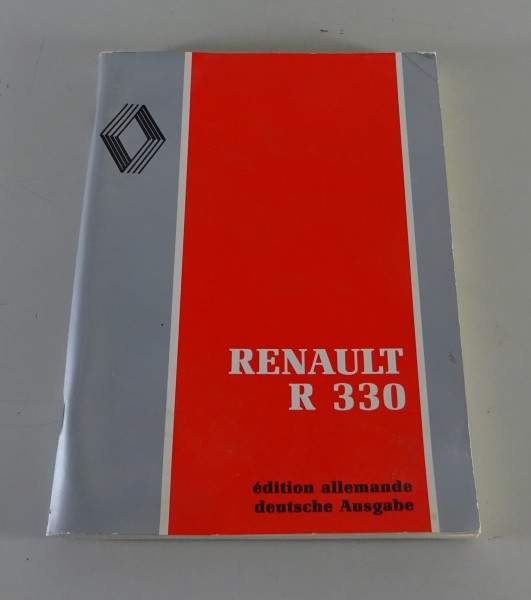 RENAULT
R 330
édition allemande
deutsche Ausgabe